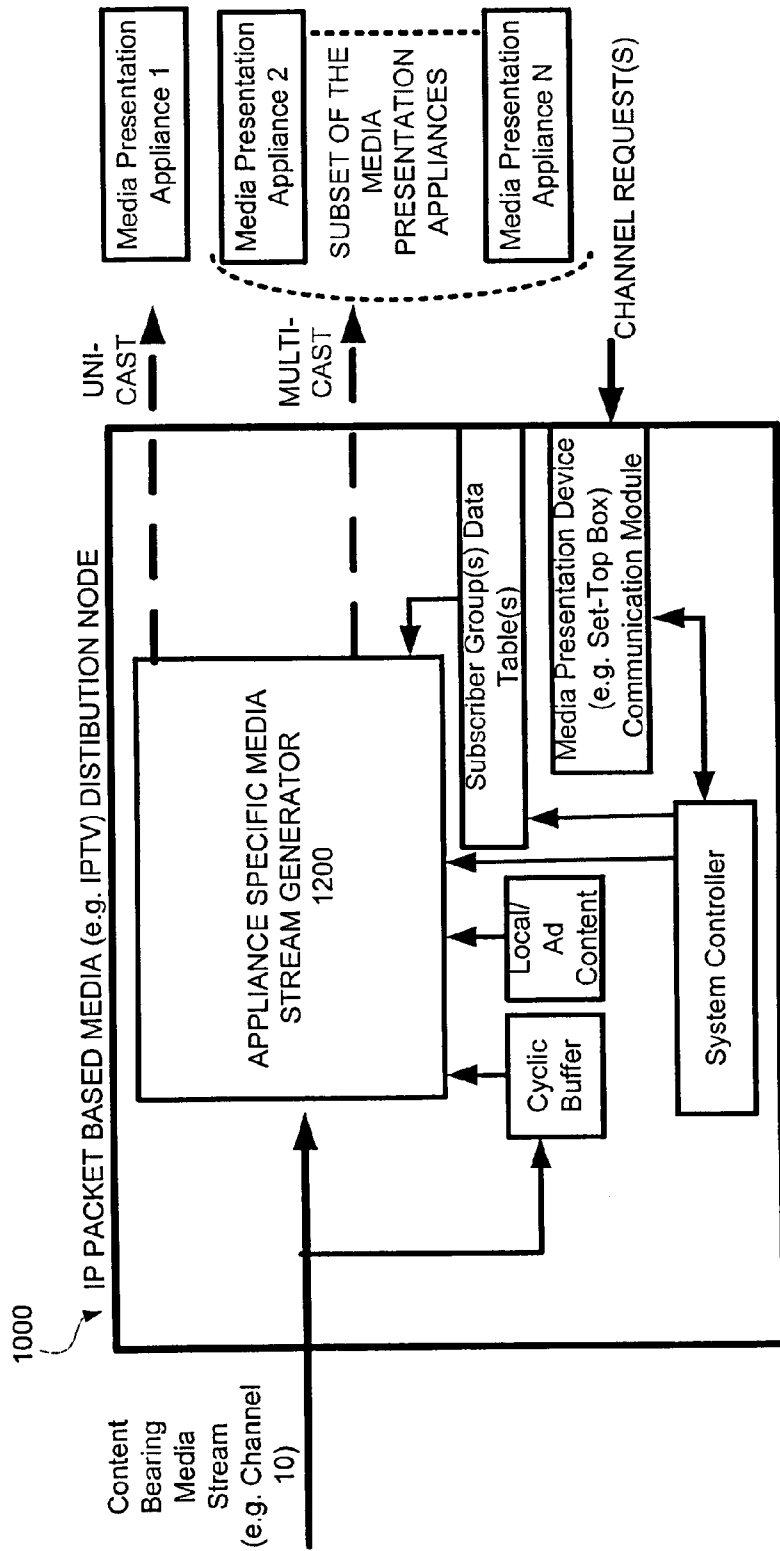 1000
IP PACKET BASED MEDIA (e.g. IPTV) DISTIBUTION NODE
Content
Bearing
Media
Stream
(e.g. Channel
10)
APPLIANCE SPECIFIC MEDIA
STREAM GENERATOR
1200
Cyclic
Buffer
Local/
Ad
Content
System Controller
Subscriber Group(s) Data
Table(s)
Media Presentation Device
(e.g. Set-Top Box)
Communication Module
UNI-
CAST
MULTI-
CAST
Media Presentation
Appliance 1
Media Presentation
Appliance 2
SUBSET OF THE
MEDIA
PRESENTATION
APPLIANCES
Media Presentation
Appliance N
CHANNEL REQUEST(S)